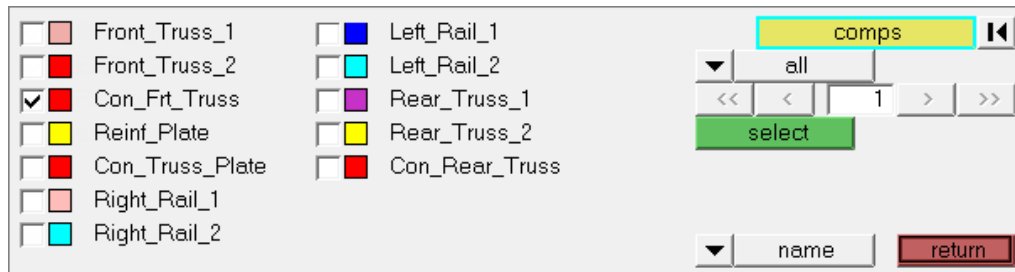 Front_Truss_1
Front_Truss_2
Con_Frt_Truss
Reinf_Plate
Con_Truss_Plate
Right_Rail_1
Right_Rail_2
Left_Rail_1
Left_Rail_2
Rear_Truss_1
Rear_Truss_2
Con_Rear_Truss
comps
all
<< < 1 > >>
select
name return